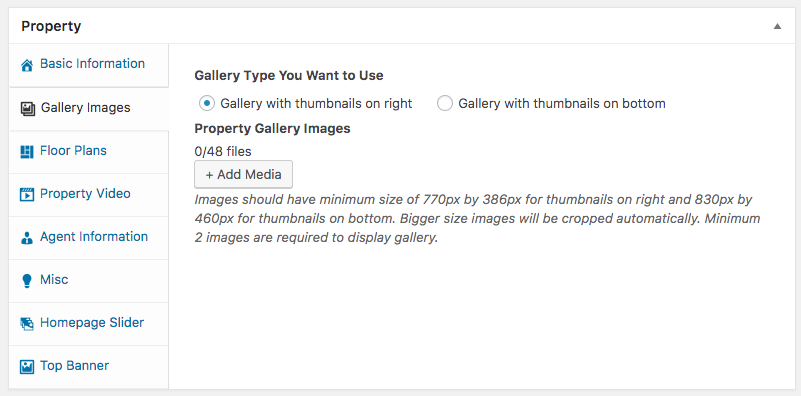 Property
Basic Information
Gallery Images
Floor Plans
Property Video
Agent Information
Misc
Homepage Slider
Top Banner
Gallery Type You Want to Use
Gallery with thumbnails on right
Gallery with thumbnails on bottom
Property Gallery Images
0/48 files
+ Add Media
Images should have minimum size of 770px by 386px for thumbnails on right and 830px by
460px for thumbnails on bottom. Bigger size images will be cropped automatically. Minimum
2 images are required to display gallery.